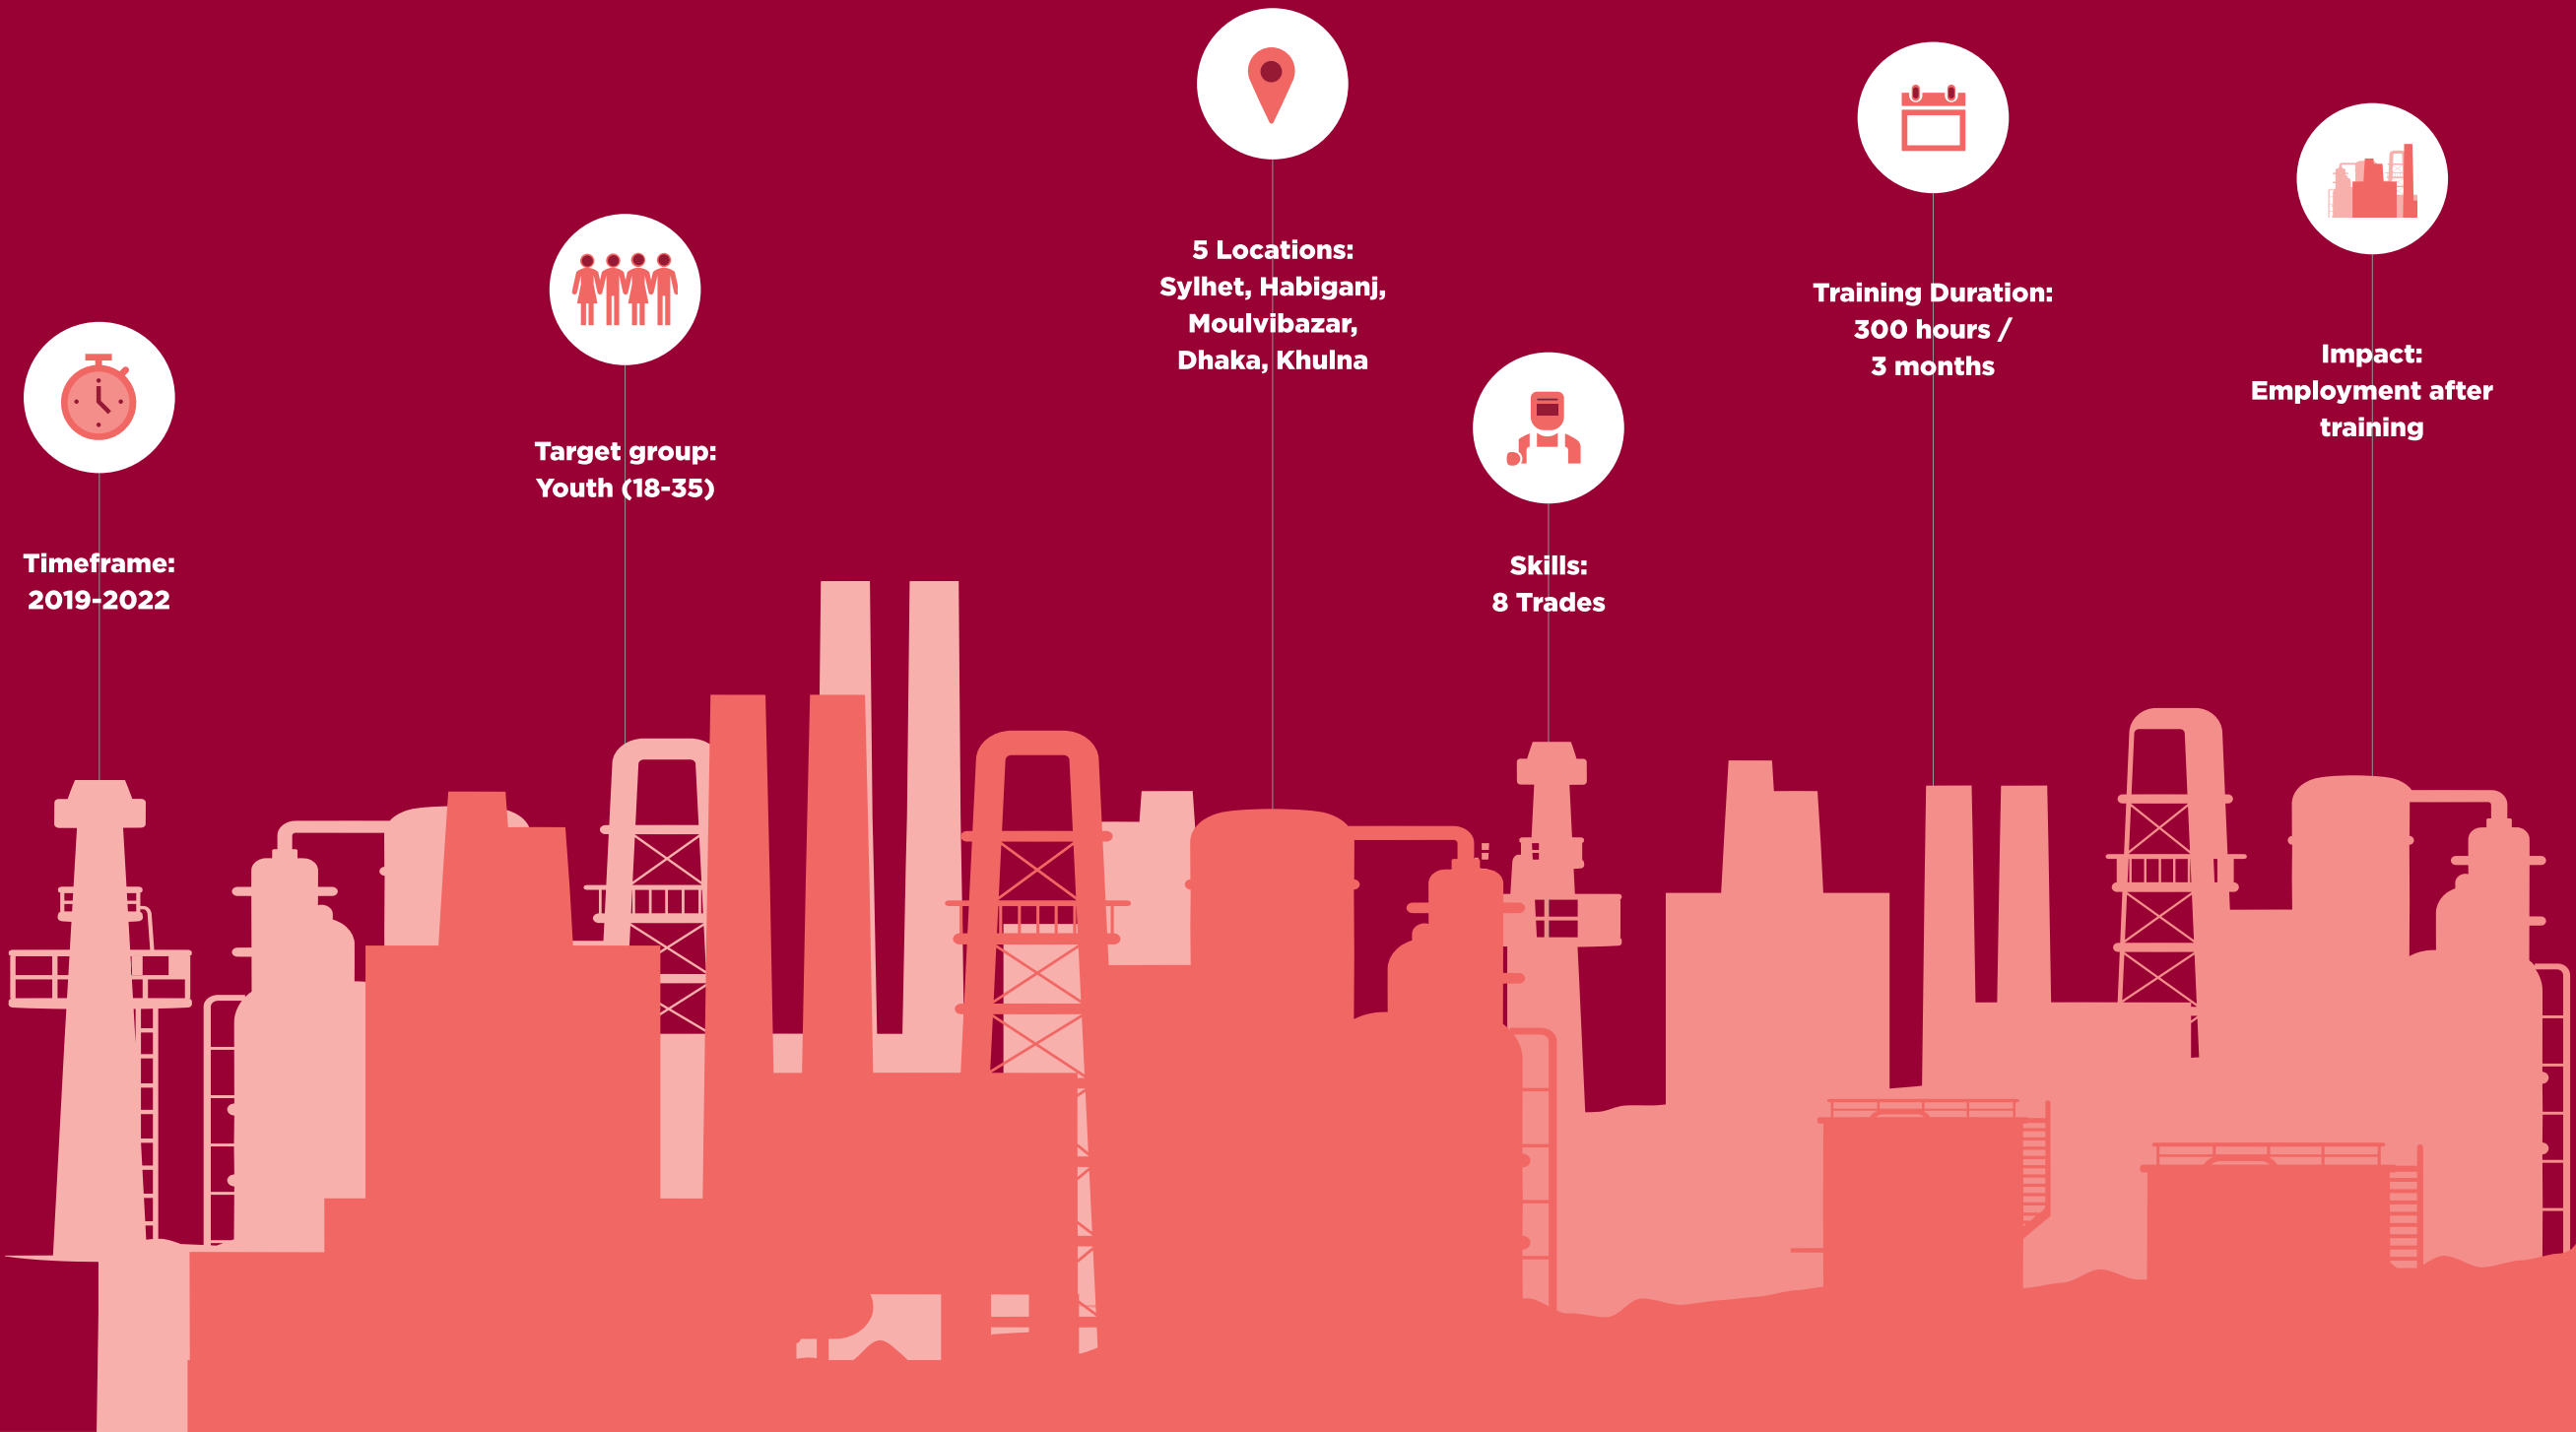 Timeframe:
2019-2022
Target group:
Youth (18-35)
5 Locations:
Sylhet, Habiganj,
Moulvibazar,
Dhaka, Khulna
Skills:
8 Trades
Training Duration:
300 hours /
3 months
Impact:
Employment after
training